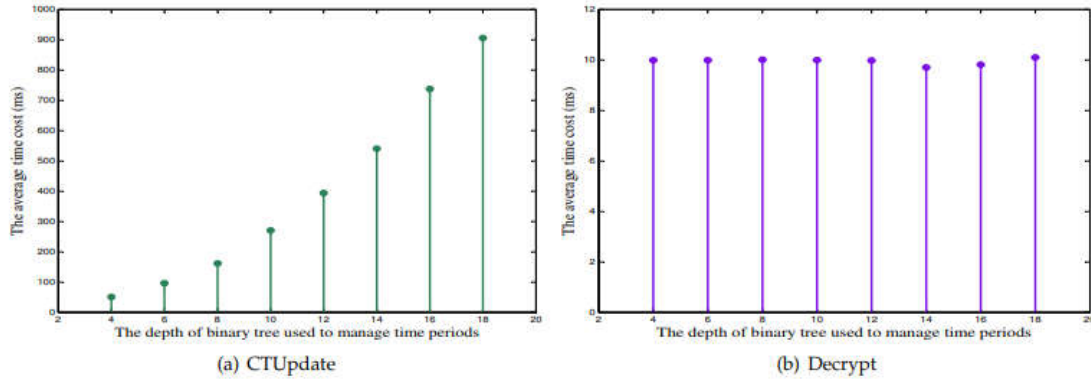 1000
900
800
700
600
500
400
300
200
100
0
The average time cost (ms)
2 4 6 8 10 12 14 16 18 20
The depth of binary tree used to manage time periods
(a) CTUpdate
12
10
8
6
4
2
0
The average time cost (ms)
2 4 6 8 10 12 14 16 18 20
The depth of binary tree used to manage time periods
(b) Decrypt